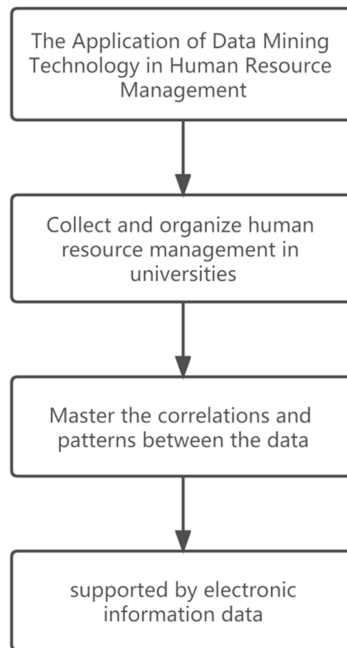 The Application of Data Mining
Technology in Human Resource
Management
Collect and organize human
resource management in
universities
Master the correlations and
patterns between the data
supported by electronic
information data